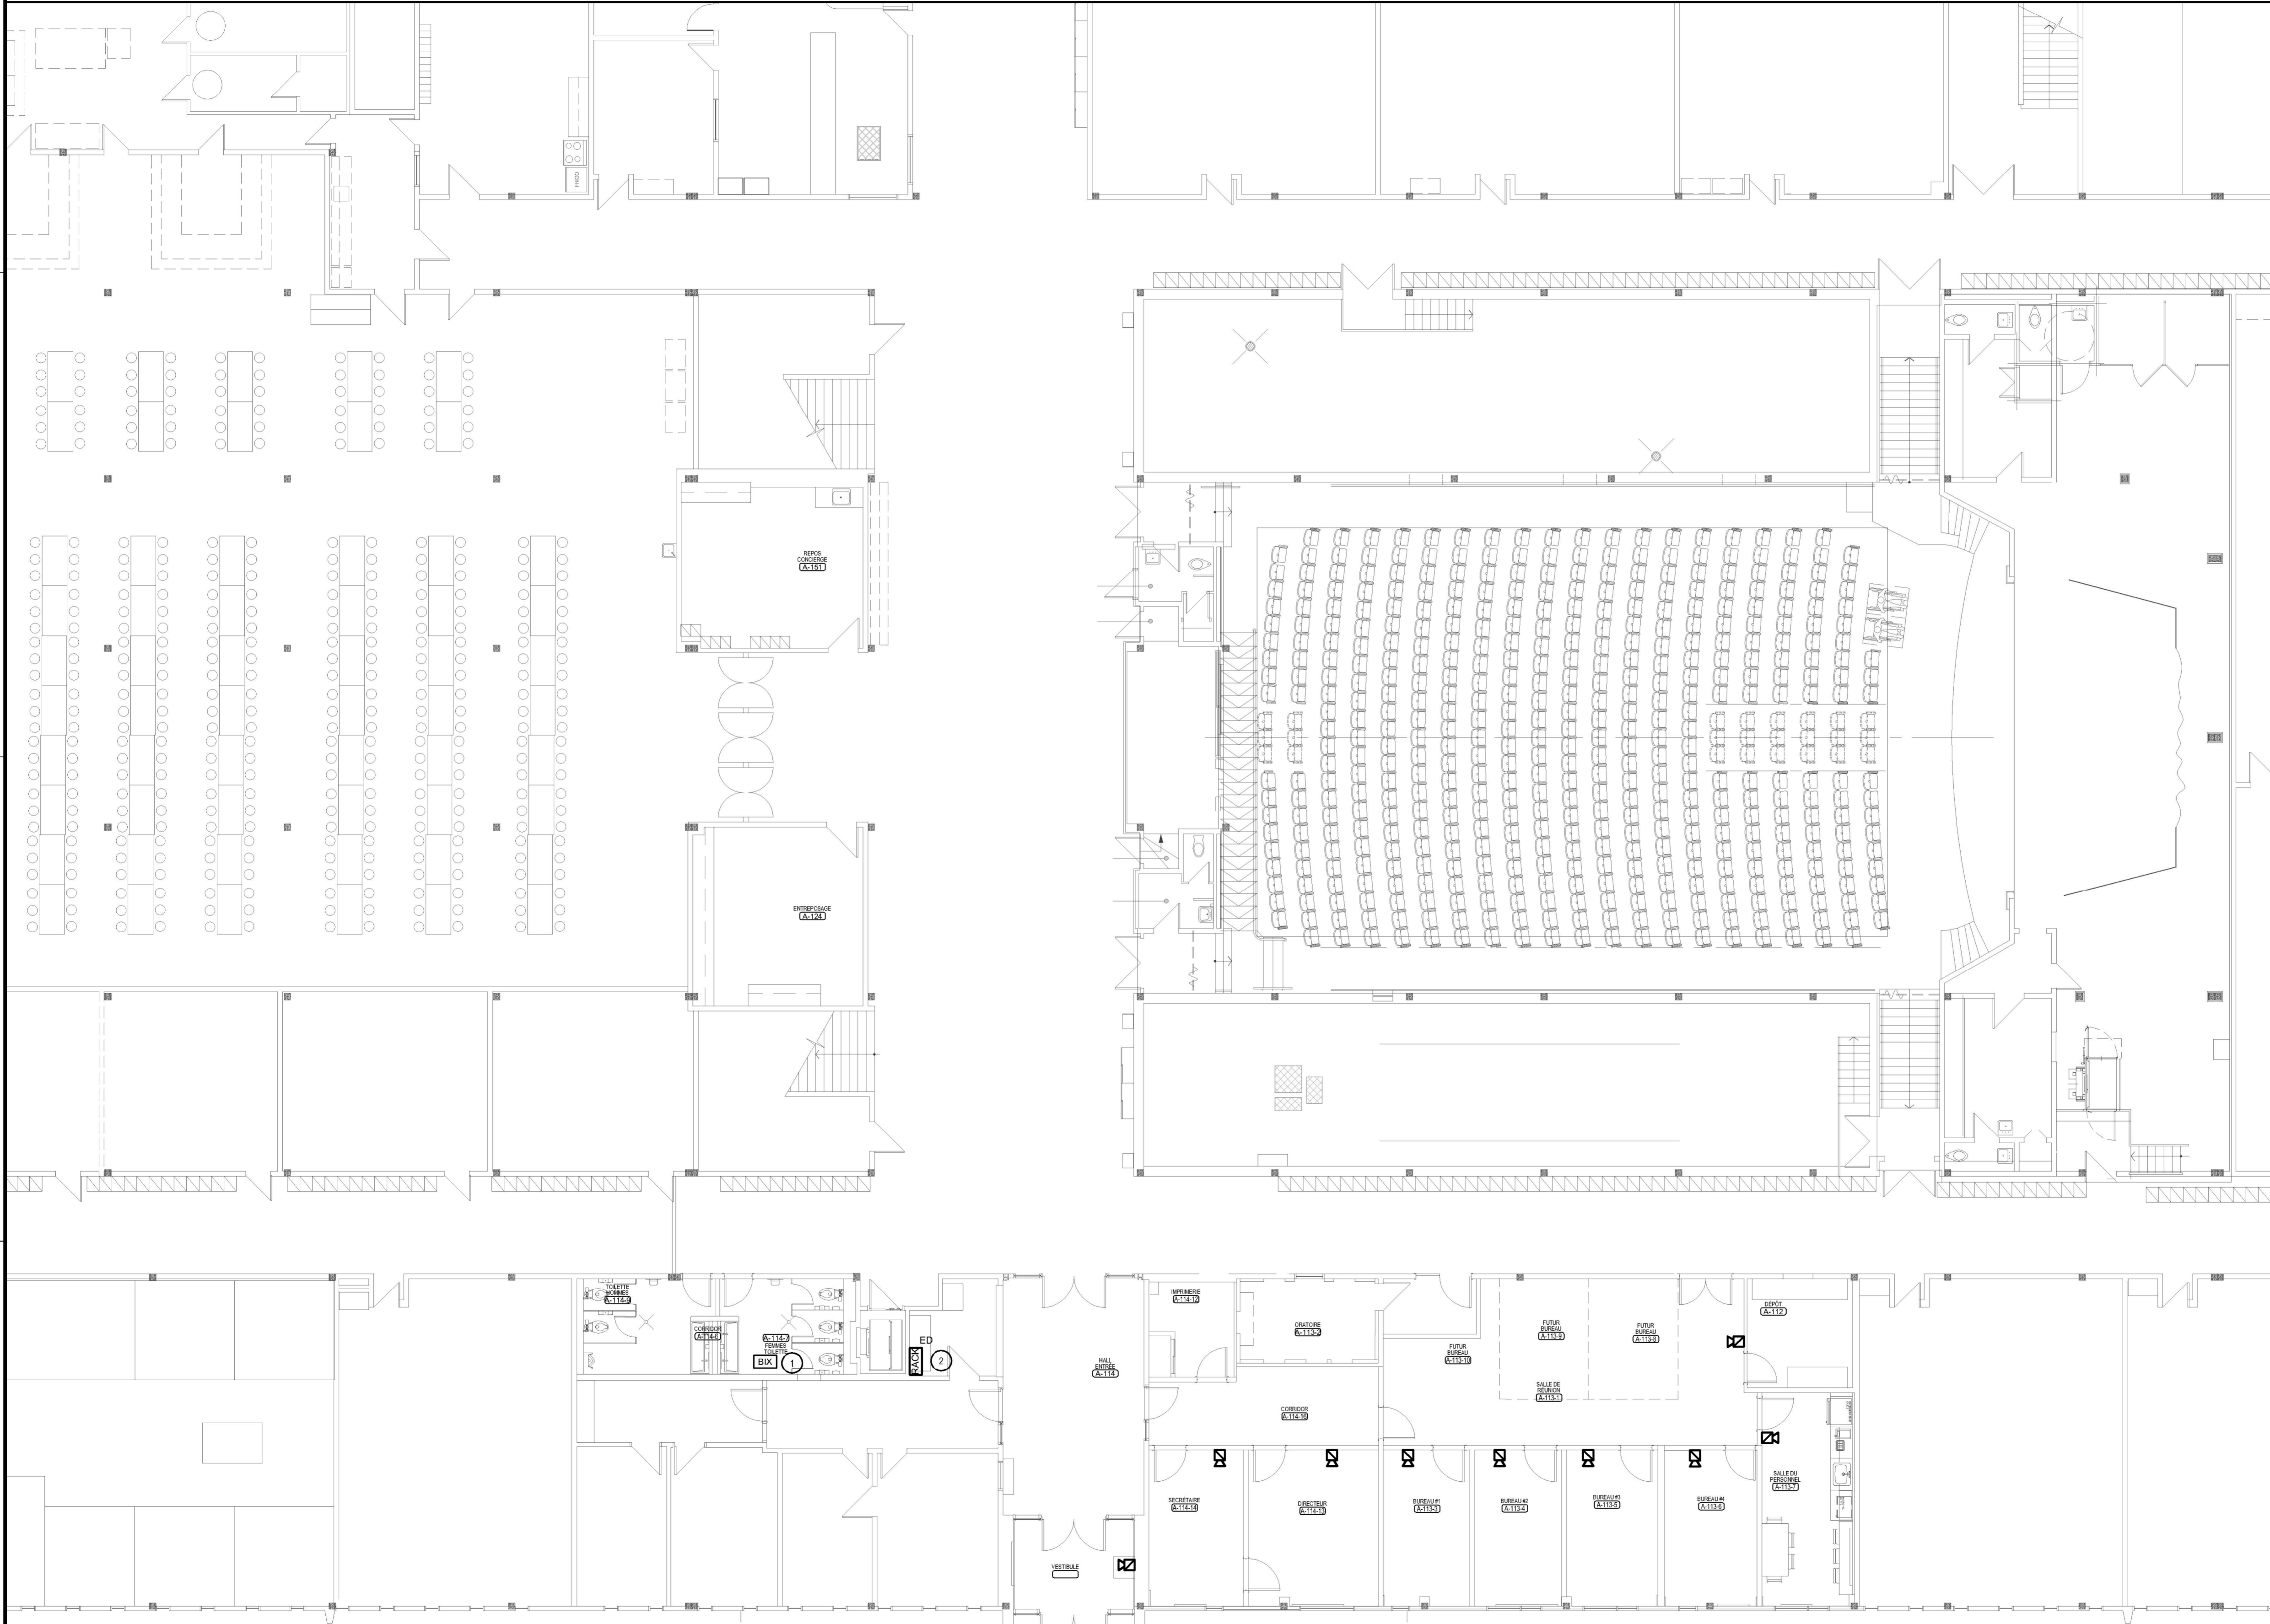 FRIGO
REPOS
CONCIERGE
A-151
ENTREPOSAGE
A-124
TOILETTE
HOMMES
A-114-9
CORRIDOR
A-114-6
A-114-7
FEMMES
TOILETTE
BIX
1
RACK
ED
2
HALL
ENTRÉE
A-114
VESTIBULE
IMPRIMERIE
A-114-12
ORATOIRE
A-113-2
CORRIDOR
A-114-16
FUTUR
BUREAU
A-113-10
FUTUR
BUREAU
A-113-9
FUTUR
BUREAU
A-113-8
SALLE DE
RÉUNION
A-113-1
DÉPÔT
A-112
SECRÉTAIRE
A-114-14
DIRECTEUR
A-114-13
BUREAU #1
A-113-3
BUREAU #2
A-113-4
BUREAU #3
A-113-5
BUREAU #4
A-113-6
SALLE DU
PERSONNEL
A-113-7